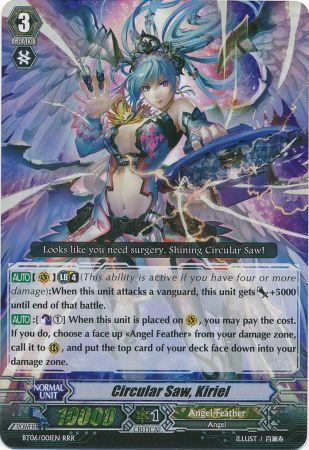 3
GRADE
Looks like you need surgery. Shining Circular Saw!
AUTO [ ] LB 4 (This ability is active if you have four or more
damage):When this unit attacks a vanguard, this unit gets +5000
until end of that battle.
AUTO :[ ① ] When this unit is placed on , you may pay the cost.
If you do, choose a face up «Angel Feather» from your damage zone,
call it to , and put the top card of your deck face down into your
damage zone.
NORMAL
UNIT
Circular Saw, Kiriel
POWER
10000
1
CRITICAL
Angel Feather
Angel
BT06/001EN RRR
ILLUST / 百瀬寿